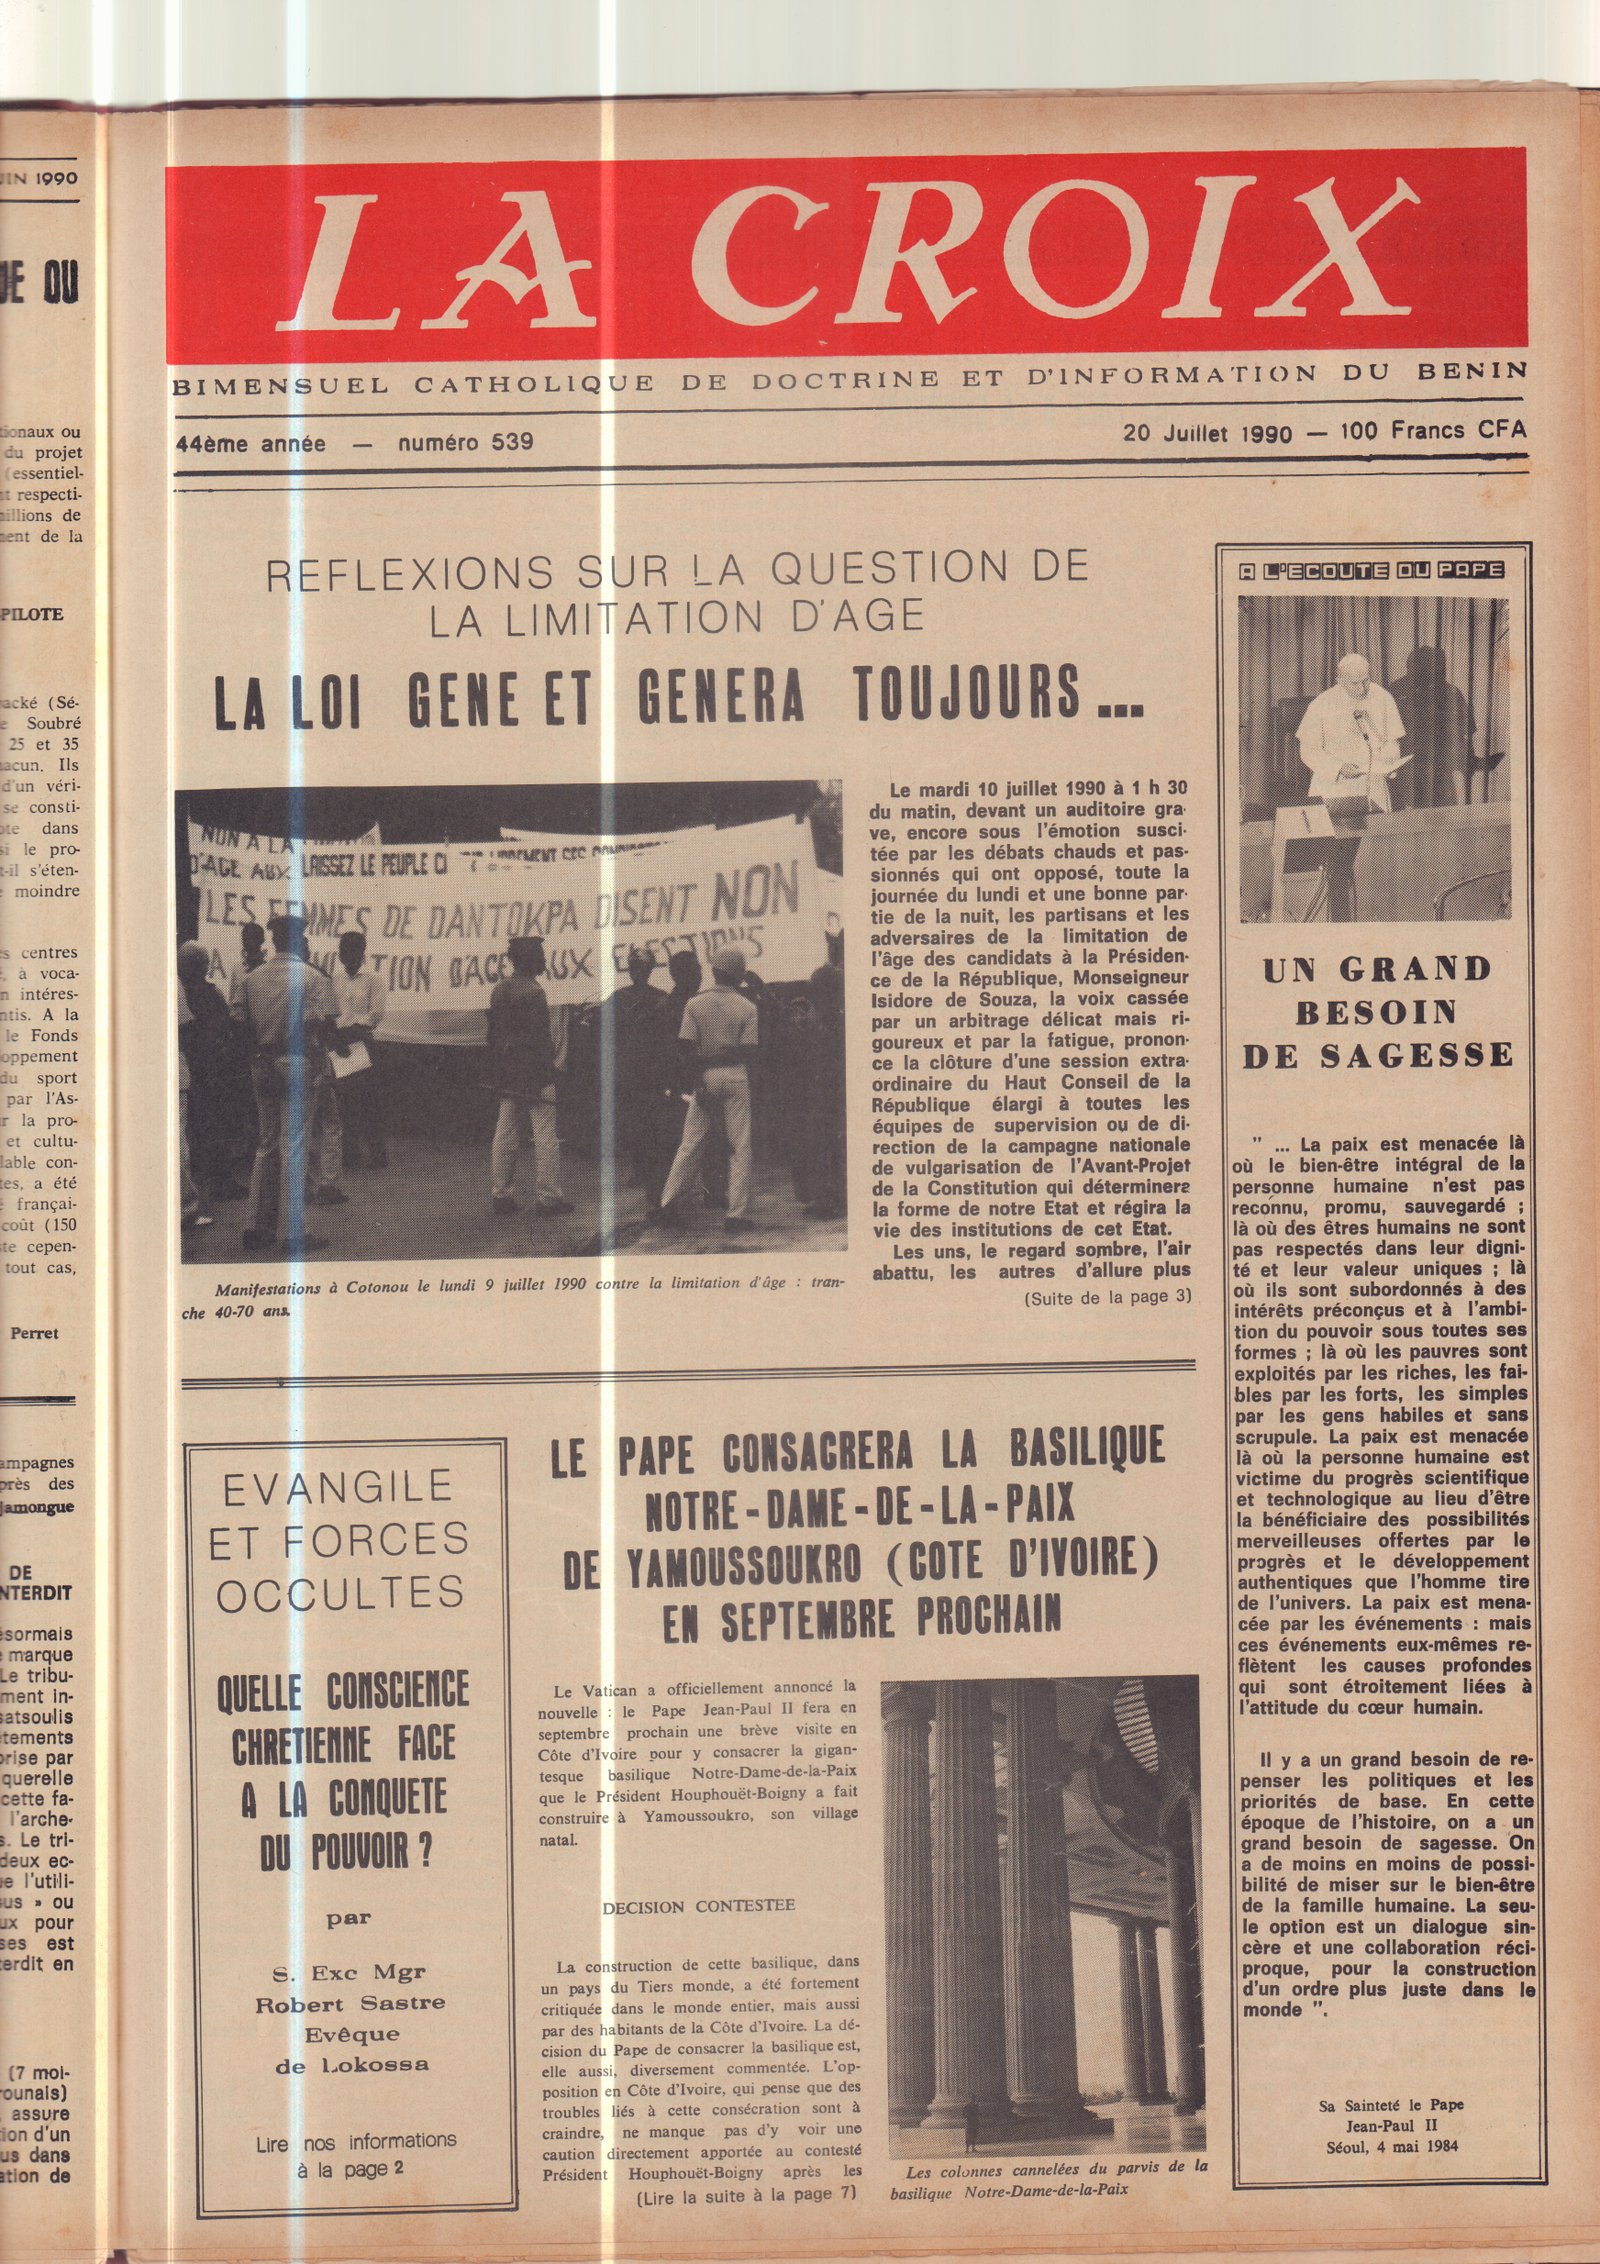 LA CROIX
BIMENSUEL CATHOLIQUE DE DOCTRINE ET D'INFORMATION DU BENIN
44ème année — numéro 539
20 Juillet 1990 — 100 Francs CFA
REFLEXIONS SUR LA QUESTION DE
LA LIMITATION D'AGE
LA LOI GENE ET GENERA TOUJOURS...
NON A LA
D'AGE AUX
LAISSEZ LE PEUPLE
LES FEMMES DE DANTOKPA DISENT NON
D'AGE AUX ELECTIONS
Manifestations à Cotonou le lundi 9 juillet 1990 contre la limitation d'âge : tran-
che 40-70 ans.
Le mardi 10 juillet 1990 à 1 h 30
du matin, devant un auditoire gra-
ve, encore sous l'émotion susci-
tée par les débats chauds et pas-
sionnés qui ont opposé, toute la
journée du lundi et une bonne par-
tie de la nuit, les partisans et les
adversaires de la limitation de
l'âge des candidats à la Présiden-
ce de la République, Monseigneur
Isidore de Souza, la voix cassée
par un arbitrage délicat mais ri-
goureux et par la fatigue, pronon-
ce la clôture d'une session extra-
ordinaire du Haut Conseil de la
République élargi à toutes les
équipes de supervision ou de di-
rection de la campagne nationale
de vulgarisation de l'Avant-Projet
de la Constitution qui déterminera
la forme de notre Etat et régira la
vie des institutions de cet Etat.
Les uns, le regard sombre, l'air
abattu, les autres d'allure plus
(Suite de la page 3)
EVANGILE
ET FORCES
OCCULTES
QUELLE CONSCIENCE
CHRETIENNE FACE
A LA CONQUETE
DU POUVOIR ?
par
S. Exc Mgr
Robert Sastre
Evêque
de Lokossa
Lire nos informations
à la page 2
LE PAPE CONSACRERA LA BASILIQUE
NOTRE-DAME-DE-LA-PAIX
DE YAMOUSSOUKRO (COTE D'IVOIRE)
EN SEPTEMBRE PROCHAIN
Le Vatican a officiellement annoncé la
nouvelle : le Pape Jean-Paul II fera en
septembre prochain une brève visite en
Côte d'Ivoire pour y consacrer la gigan-
tesque basilique Notre-Dame-de-la-Paix
que le Président Houphouët-Boigny a fait
construire à Yamoussoukro, son village
natal.
DECISION CONTESTEE
La construction de cette basilique, dans
un pays du Tiers monde, a été fortement
critiquée dans le monde entier, mais aussi
par des habitants de la Côte d'Ivoire. La dé-
cision du Pape de consacrer la basilique est,
elle aussi, diversement commentée. L'op-
position en Côte d'Ivoire, qui pense que des
troubles liés à cette consécration sont à
craindre, ne manque pas d'y voir une
caution directement apportée au contesté
Président Houphouët-Boigny après les
(Lire la suite à la page 7)
Les colonnes cannelées du parvis de la
basilique Notre-Dame-de-la-Paix
A L'ECOUTE DU PAPE
UN GRAND
BESOIN
DE SAGESSE
" ... La paix est menacée là
où le bien-être intégral de la
personne humaine n'est pas
reconnu, promu, sauvegardé ;
là où des êtres humains ne sont
pas respectés dans leur digni-
té et leur valeur uniques ; là
où ils sont subordonnés à des
intérêts préconçus et à l'ambi-
tion du pouvoir sous toutes ses
formes ; là où les pauvres sont
exploités par les riches, les fai-
bles par les forts, les simples
par les gens habiles et sans
scrupule. La paix est menacée
là où la personne humaine est
victime du progrès scientifique
et technologique au lieu d'être
la bénéficiaire des possibilités
merveilleuses offertes par le
progrès et le développement
authentiques que l'homme tire
de l'univers. La paix est mena-
cée par les événements : mais
ces événements eux-mêmes re-
flètent les causes profondes
qui sont étroitement liées à
l'attitude du cœur humain.
Il y a un grand besoin de re-
penser les politiques et les
priorités de base. En cette
époque de l'histoire, on a un
grand besoin de sagesse. On
a de moins en moins de possi-
bilité de miser sur le bien-être
de la famille humaine. La seu-
le option est un dialogue sin-
cère et une collaboration réci-
proque, pour la construction
d'un ordre plus juste dans le
monde ".
Sa Sainteté le Pape
Jean-Paul II
Séoul, 4 mai 1984